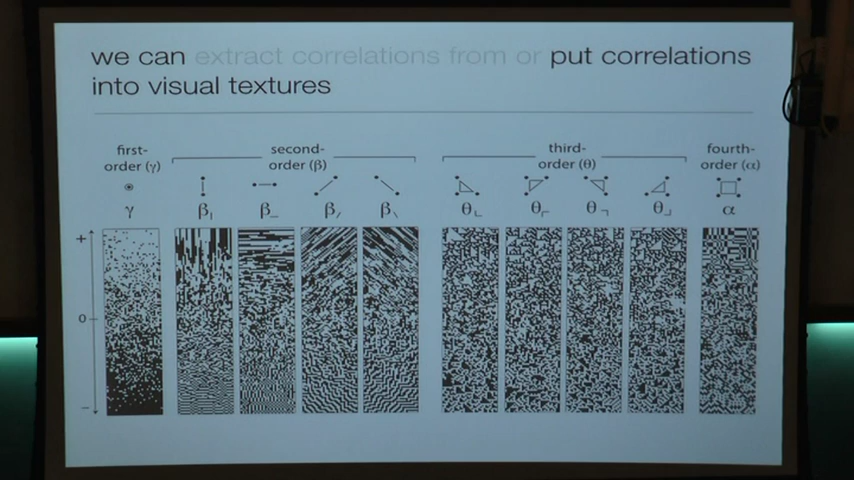 we can extract correlations from or put correlations
into visual textures
first-
order (γ)
second-
order (β)
third-
order (θ)
fourth-
order (α)
γ β| β_ β/ β\ θ∟ θ┌ θ┐ θ┘ α
+
0
−